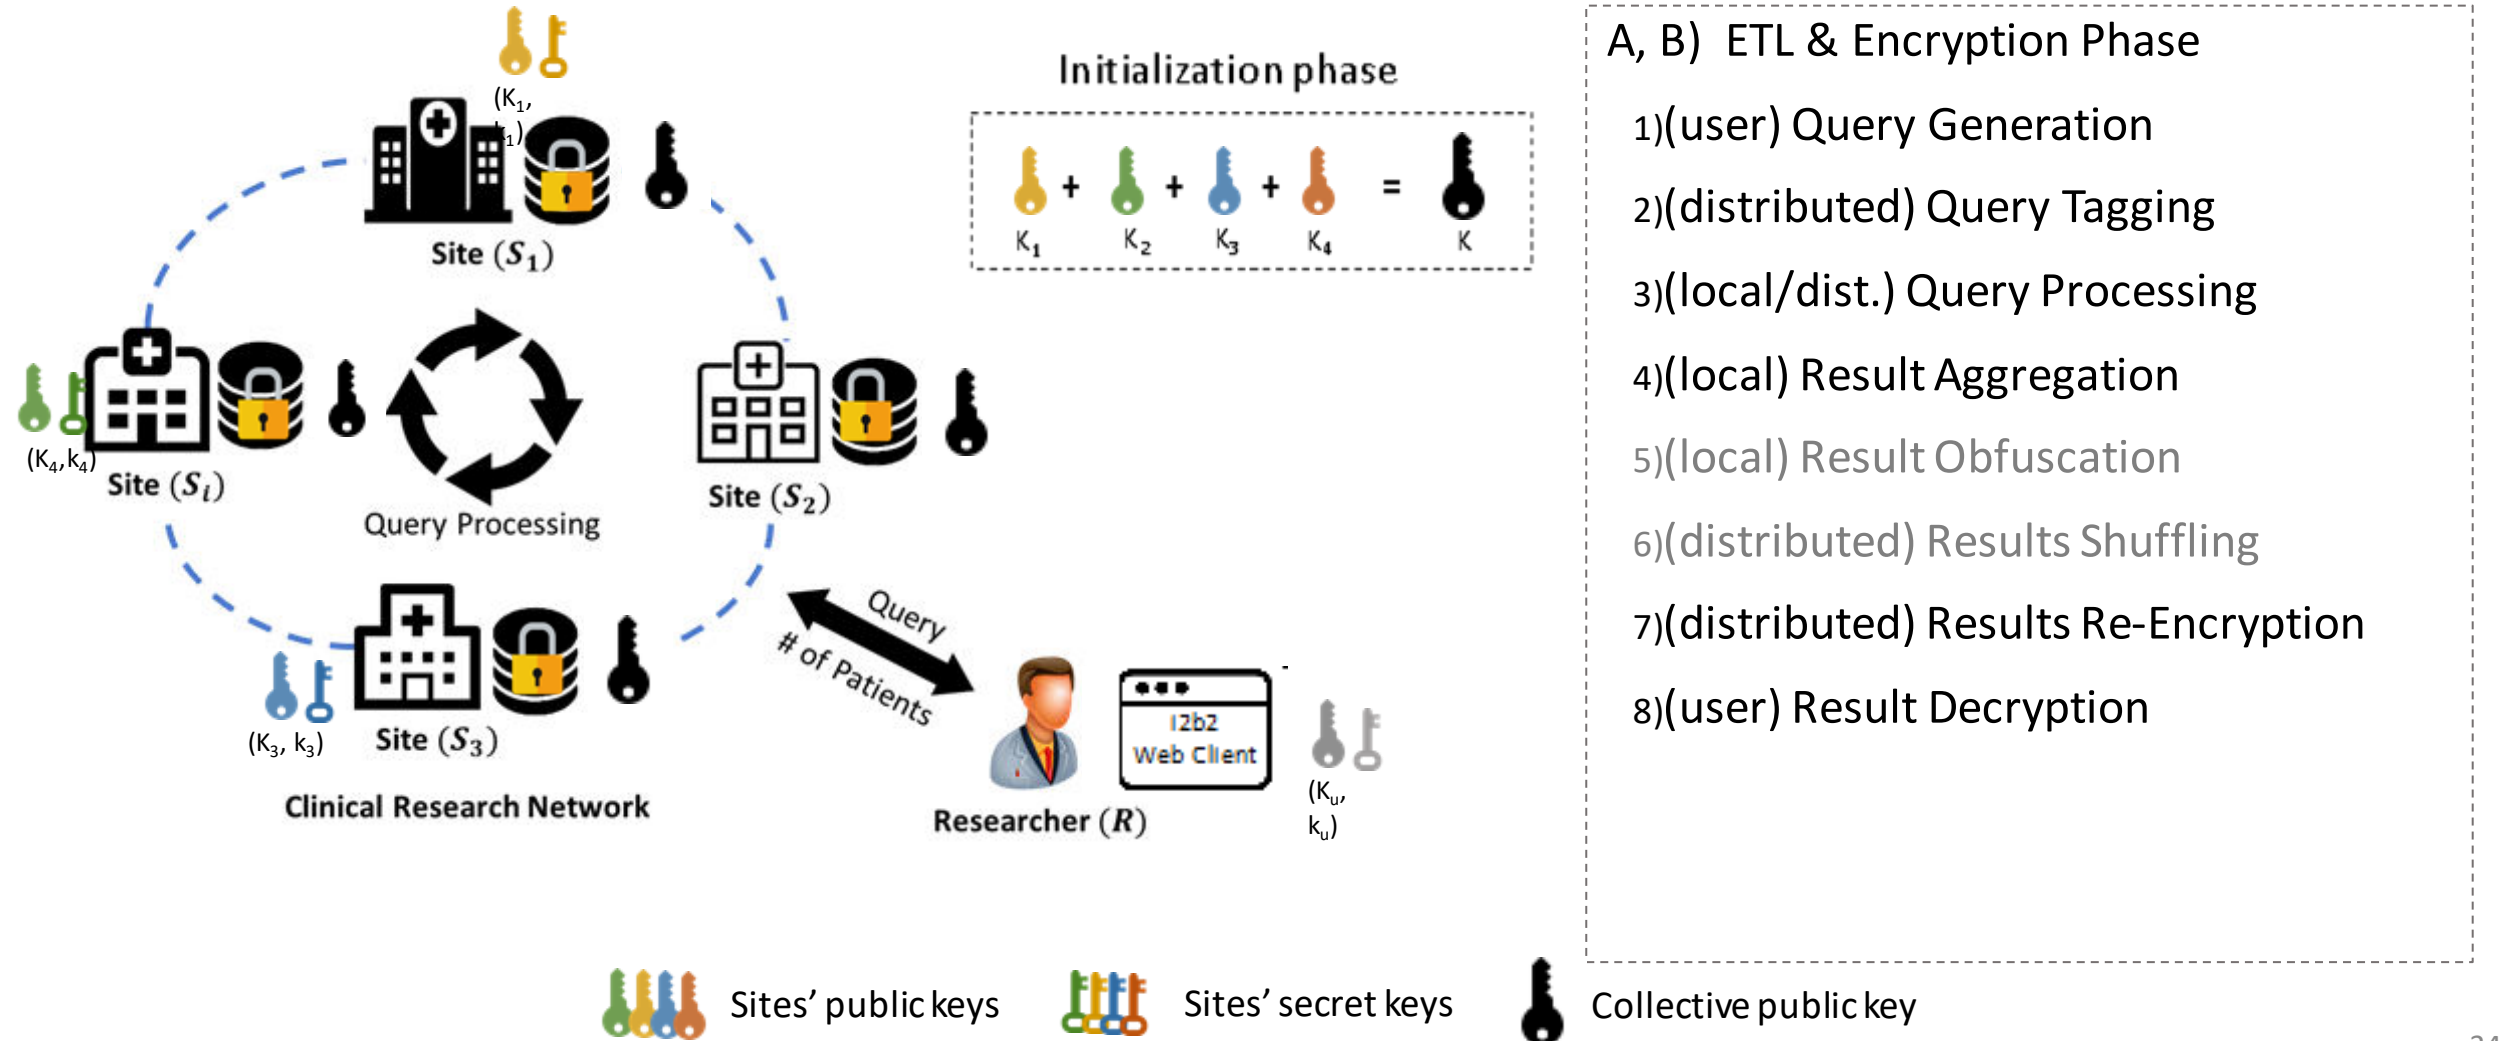 (K1,
k1)
Site (S1)
Initialization phase
K1 + K2 + K3 + K4 = K
(K4,k4)
Site (Si)
Query Processing
Site (S2)
(K3, k3)
Site (S3)
Clinical Research Network
Query
# of Patients
I2b2
Web Client
Researcher (R)
(Ku,
ku)
A, B) ETL & Encryption Phase
1)(user) Query Generation
2)(distributed) Query Tagging
3)(local/dist.) Query Processing
4)(local) Result Aggregation
5)(local) Result Obfuscation
6)(distributed) Results Shuffling
7)(distributed) Results Re-Encryption
8)(user) Result Decryption
Sites’ public keys
Sites’ secret keys
Collective public key